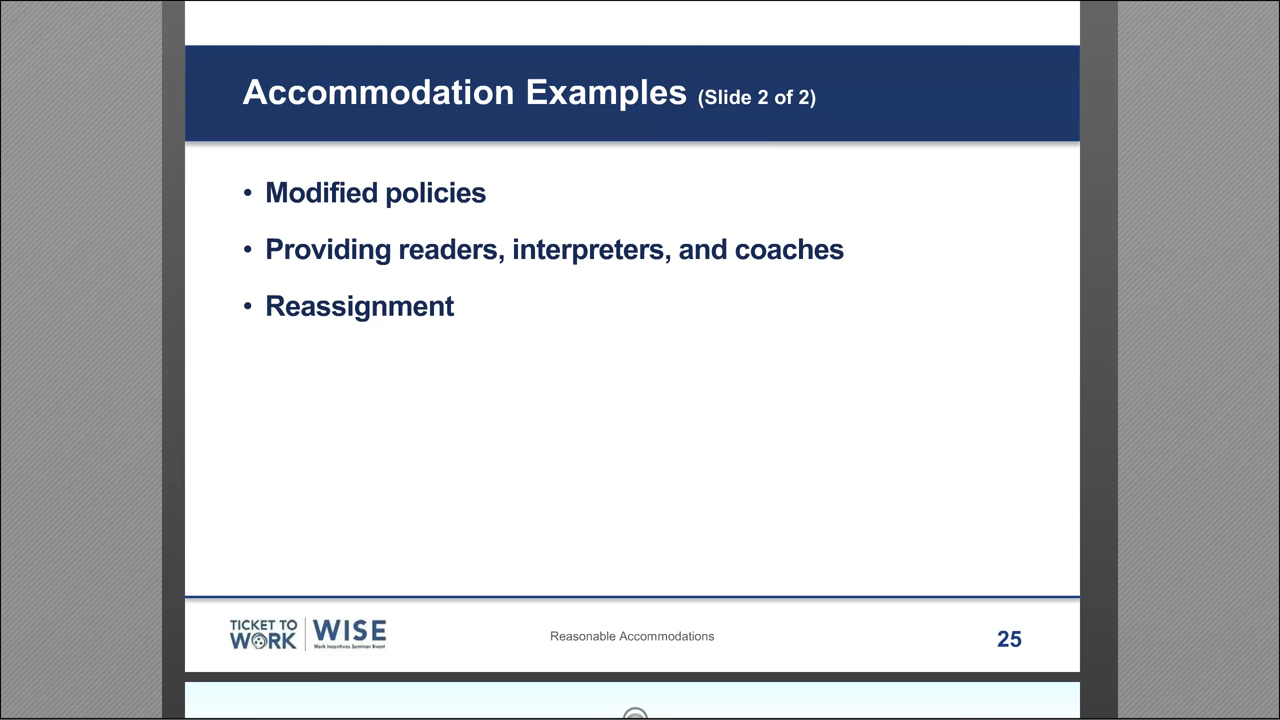 Accommodation Examples (Slide 2 of 2)
• Modified policies
• Providing readers, interpreters, and coaches
• Reassignment
TICKET TO
WORK
WISE
Work Incentives Seminar Event
Reasonable Accommodations
25